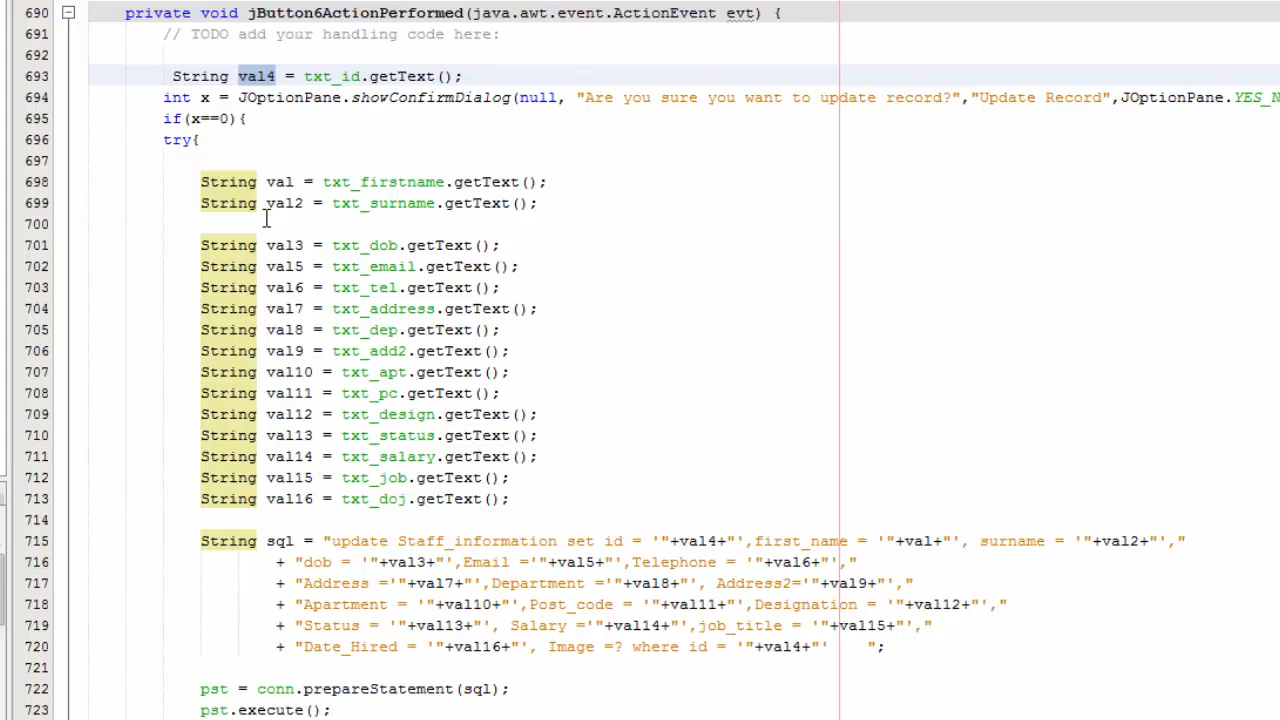 690 private void jButton6ActionPerformed(java.awt.event.ActionEvent evt) {
691 // TODO add your handling code here:
692
693 String val4 = txt_id.getText();
694 int x = JOptionPane.showConfirmDialog(null, "Are you sure you want to update record?","Update Record",JOptionPane.YES_N
695 if(x==0){
696 try{
697
698 String val = txt_firstname.getText();
699 String val2 = txt_surname.getText();
700
701 String val3 = txt_dob.getText();
702 String val5 = txt_email.getText();
703 String val6 = txt_tel.getText();
704 String val7 = txt_address.getText();
705 String val8 = txt_dep.getText();
706 String val9 = txt_add2.getText();
707 String val10 = txt_apt.getText();
708 String val11 = txt_pc.getText();
709 String val12 = txt_design.getText();
710 String val13 = txt_status.getText();
711 String val14 = txt_salary.getText();
712 String val15 = txt_job.getText();
713 String val16 = txt_doj.getText();
714
715 String sql = "update Staff_information set id = '"+val4+"',first_name = '"+val+"', surname = '"+val2+"',"
716 + "dob = '"+val3+"',Email ='"+val5+"',Telephone = '"+val6+"',"
717 + "Address ='"+val7+"',Department ='"+val8+"', Address2='"+val9+"',"
718 + "Apartment = '"+val10+"',Post_code = '"+val11+"',Designation = '"+val12+"',"
719 + "Status = '"+val13+"', Salary ='"+val14+"',job_title = '"+val15+"',"
720 + "Date_Hired = '"+val16+"', Image =? where id = '"+val4+"' ";
721
722 pst = conn.prepareStatement(sql);
723 pst.execute();